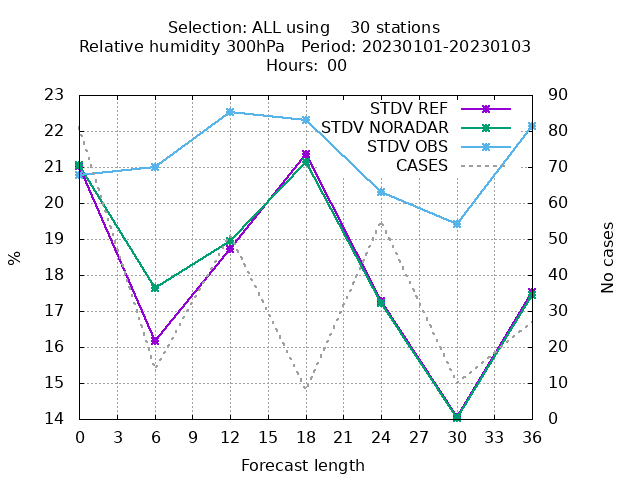 Selection: ALL using    30 stations
Relative humidity 300hPa   Period: 20230101-20230103
Hours: 00
23 90
22 STDV REF 80
STDV NORADAR
21 STDV OBS 70
CASES
20 60
19 50
18 40
17 30
16 20
15 10
14 0
%
No cases
0 3 6 9 12 15 18 21 24 27 30 33 36
Forecast length